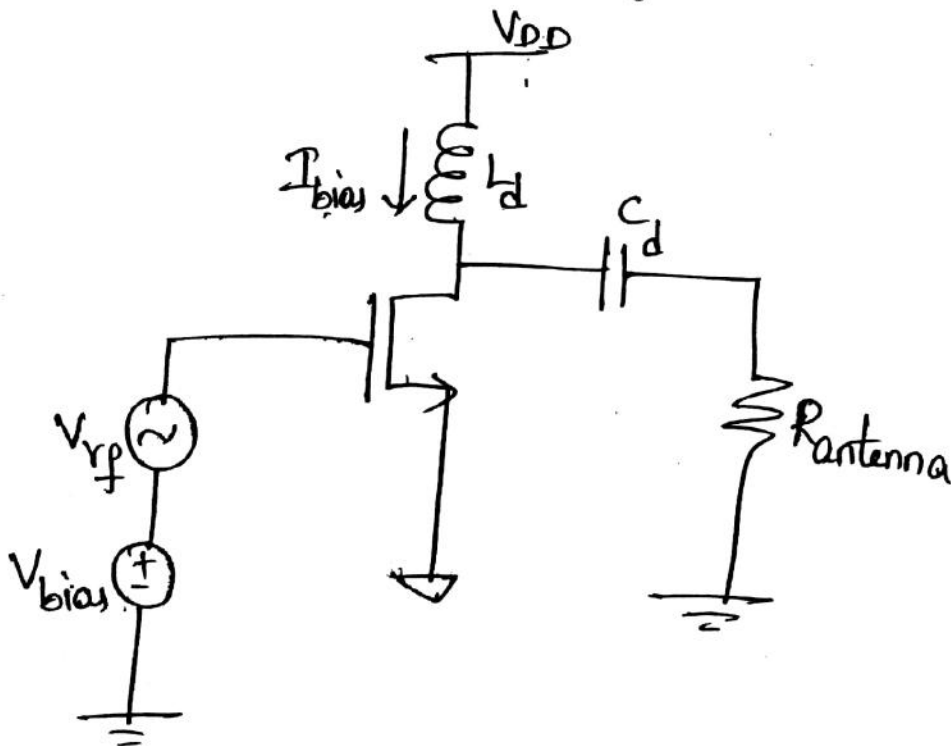 VDD
Ibias
Ld
Cd
Vrf
Rantenna
+
-
Vbias